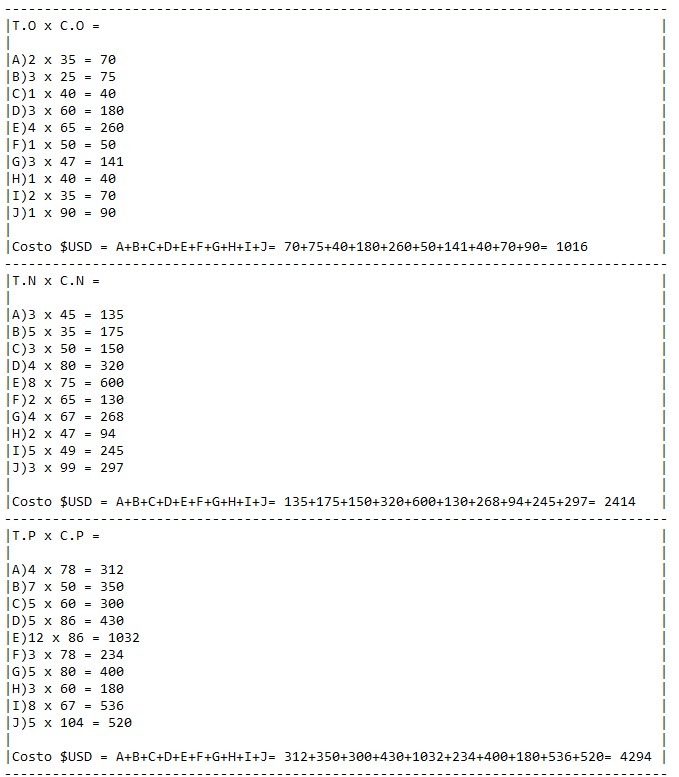 T.O x C.O =
A)2 x 35 = 70
B)3 x 25 = 75
C)1 x 40 = 40
D)3 x 60 = 180
E)4 x 65 = 260
F)1 x 50 = 50
G)3 x 47 = 141
H)1 x 40 = 40
I)2 x 35 = 70
J)1 x 90 = 90
Costo $USD = A+B+C+D+E+F+G+H+I+J= 70+75+40+180+260+50+141+40+70+90= 1016
T.N x C.N =
A)3 x 45 = 135
B)5 x 35 = 175
C)3 x 50 = 150
D)4 x 80 = 320
E)8 x 75 = 600
F)2 x 65 = 130
G)4 x 67 = 268
H)2 x 47 = 94
I)5 x 49 = 245
J)3 x 99 = 297
Costo $USD = A+B+C+D+E+F+G+H+I+J= 135+175+150+320+600+130+268+94+245+297= 2414
T.P x C.P =
A)4 x 78 = 312
B)7 x 50 = 350
C)5 x 60 = 300
D)5 x 86 = 430
E)12 x 86 = 1032
F)3 x 78 = 234
G)5 x 80 = 400
H)3 x 60 = 180
I)8 x 67 = 536
J)5 x 104 = 520
Costo $USD = A+B+C+D+E+F+G+H+I+J= 312+350+300+430+1032+234+400+180+536+520= 4294